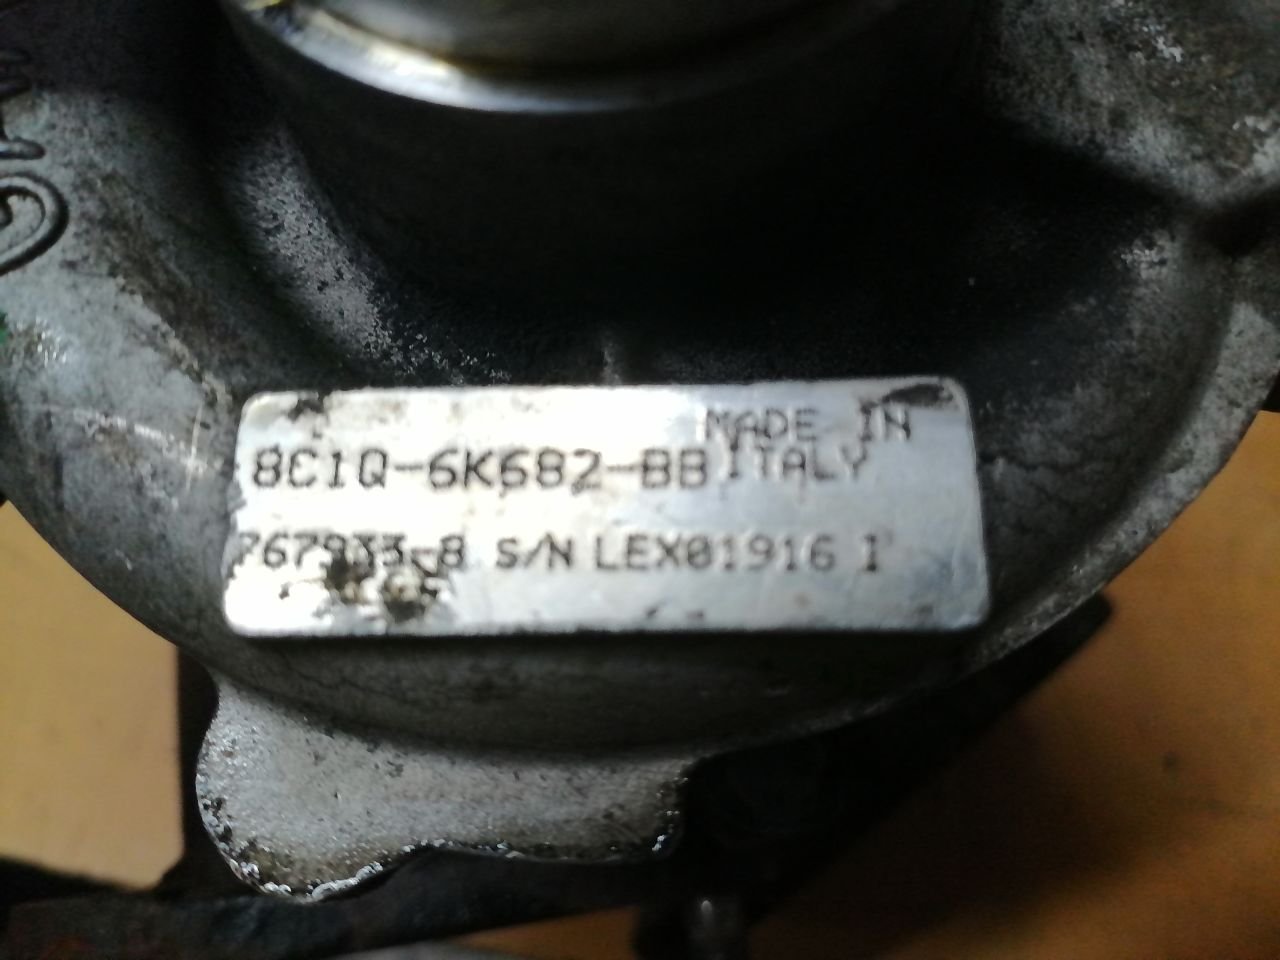 MADE IN
8C1Q-6K682-BB ITALY
767933-8 S/N LEX01916 I